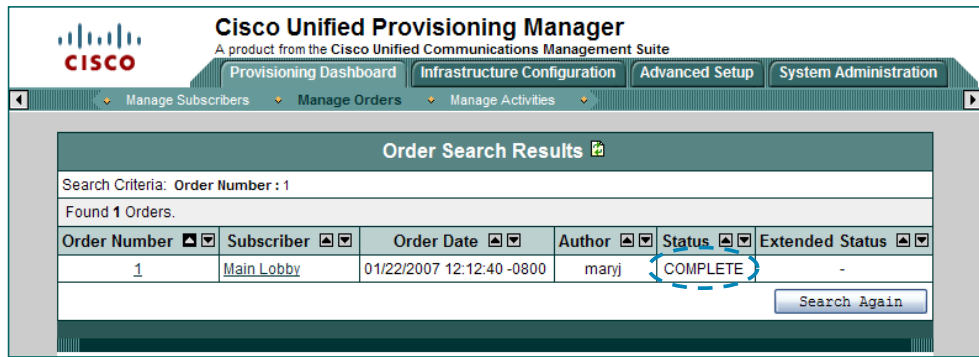 CISCO
Cisco Unified Provisioning Manager
A product from the Cisco Unified Communications Management Suite
Provisioning Dashboard Infrastructure Configuration Advanced Setup System Administration
Manage Subscribers Manage Orders Manage Activities
Order Search Results
Search Criteria: Order Number : 1
Found 1 Orders.
Order Number Subscriber Order Date Author Status Extended Status
1 Main Lobby 01/22/2007 12:12:40 -0800 maryj COMPLETE -
Search Again